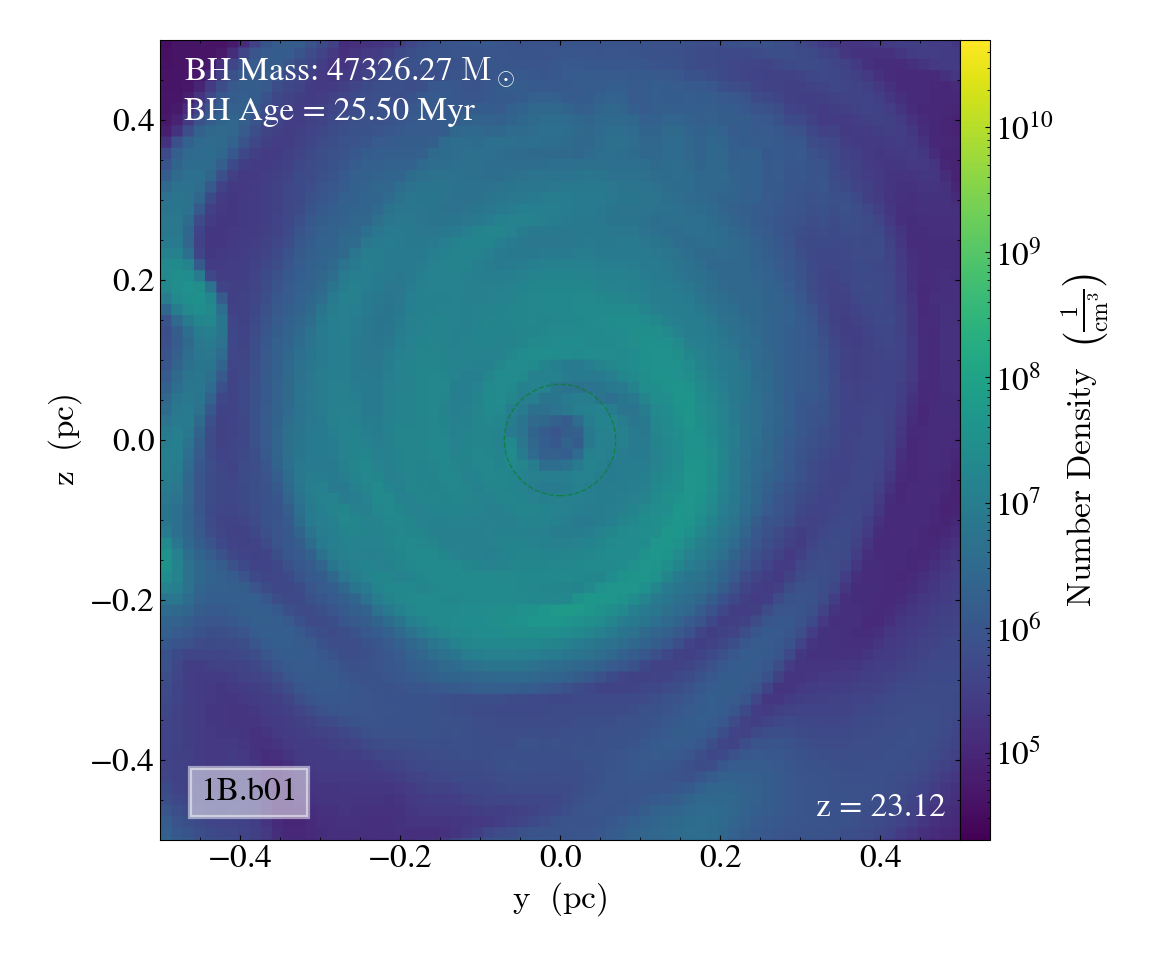 BH Mass: 47326.27 M⊙
BH Age = 25.50 Myr
0.4
0.2
0.0
−0.2
−0.4
z (pc)
1B.b01
z = 23.12
−0.4 −0.2 0.0 0.2 0.4
y (pc)
10^10
10^9
10^8
10^7
10^6
10^5
Number Density (1/cm^3)